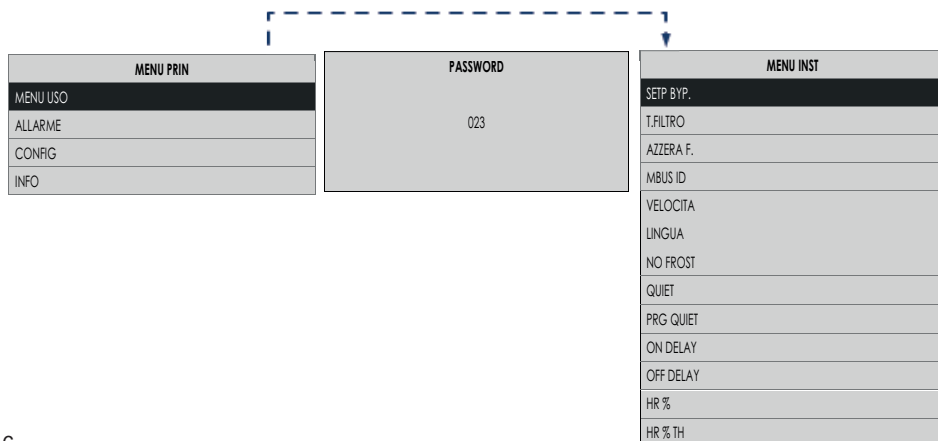 MENU PRIN
MENU USO
ALLARME
CONFIG
INFO
PASSWORD
023
MENU INST
SETP BYP.
T.FILTRO
AZZERA F.
MBUS ID
VELOCITA
LINGUA
NO FROST
QUIET
PRG QUIET
ON DELAY
OFF DELAY
HR %
HR % TH